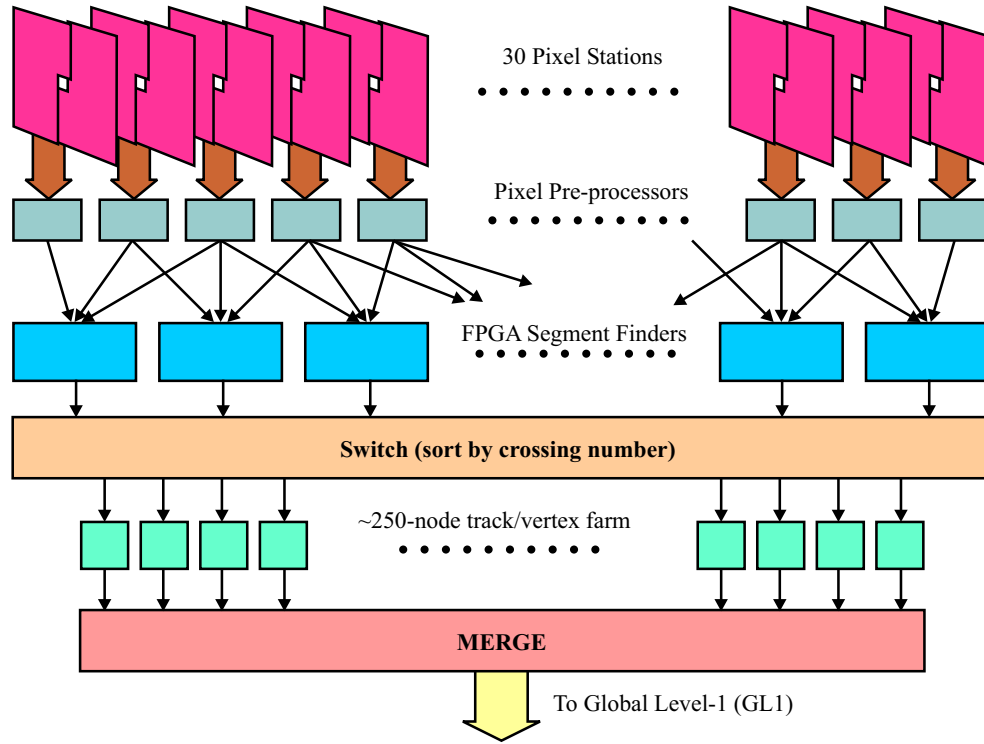 30 Pixel Stations
Pixel Pre-processors
FPGA Segment Finders
Switch (sort by crossing number)
~250-node track/vertex farm
MERGE
To Global Level-1 (GL1)